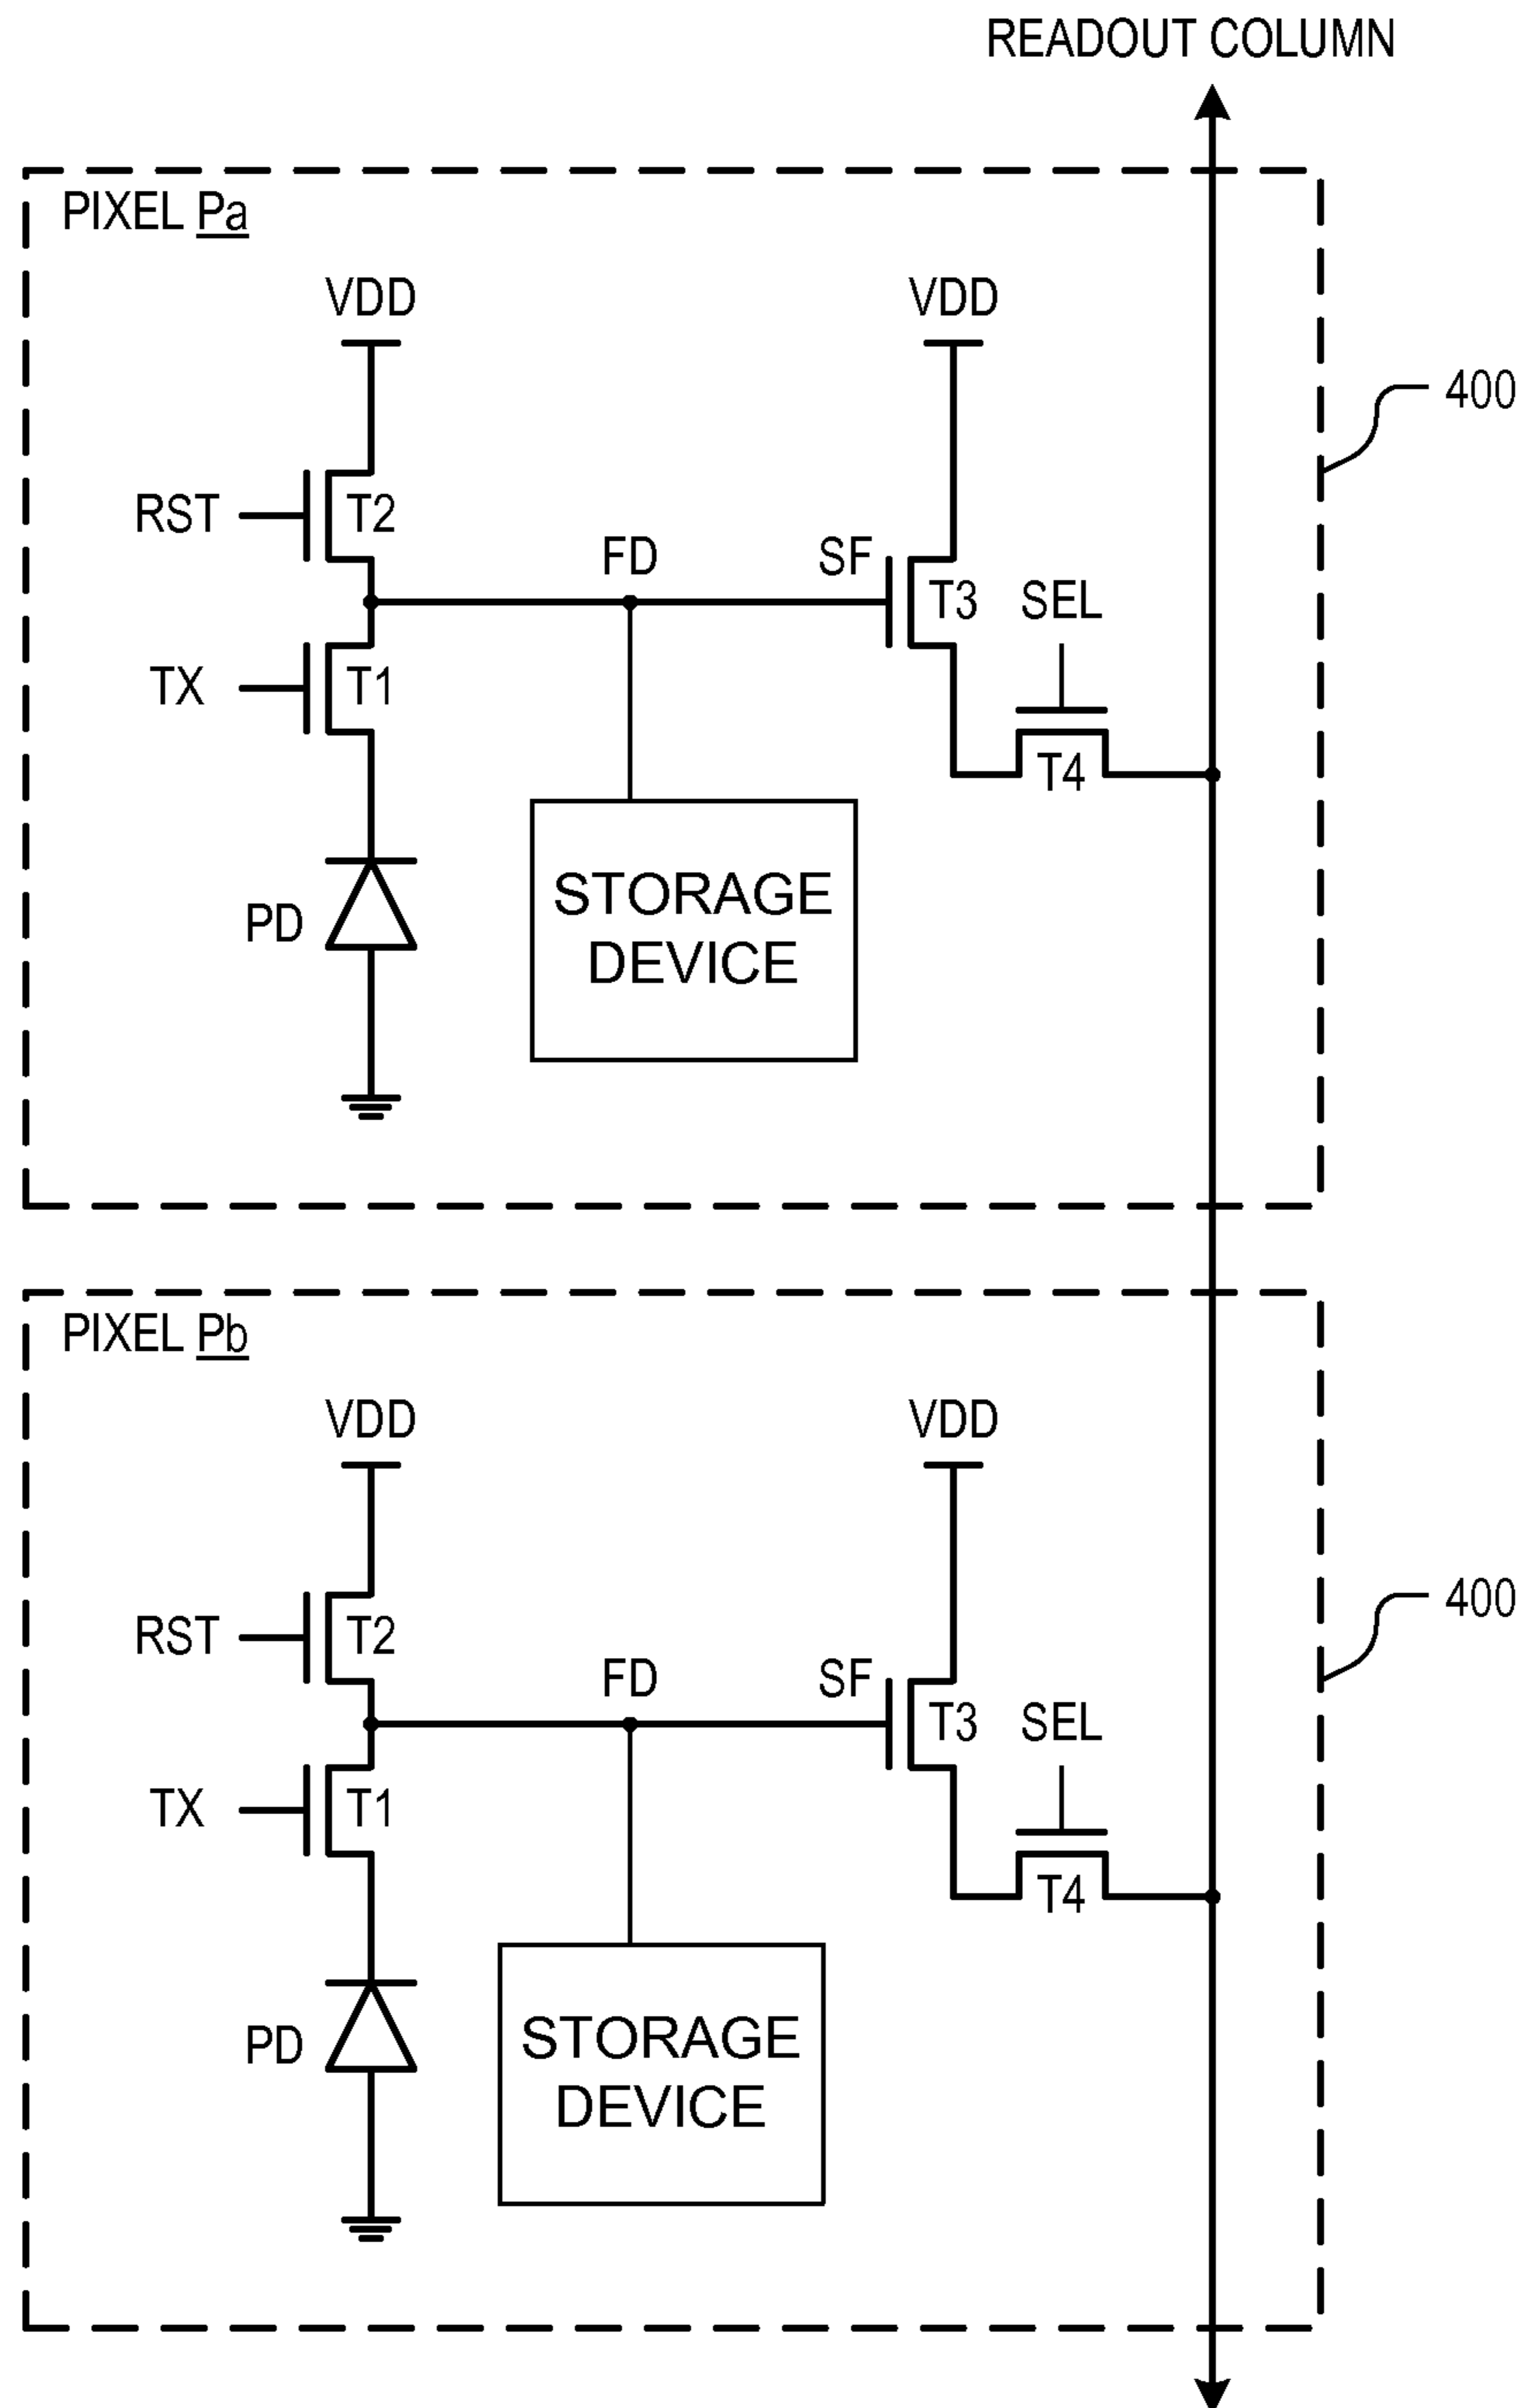 READOUT COLUMN
PIXEL Pa
VDD
VDD
400
RST
T2
FD
SF
T3
SEL
TX
T1
T4
STORAGE
DEVICE
PD
PIXEL Pb
VDD
VDD
400
RST
T2
FD
SF
T3
SEL
TX
T1
T4
STORAGE
DEVICE
PD